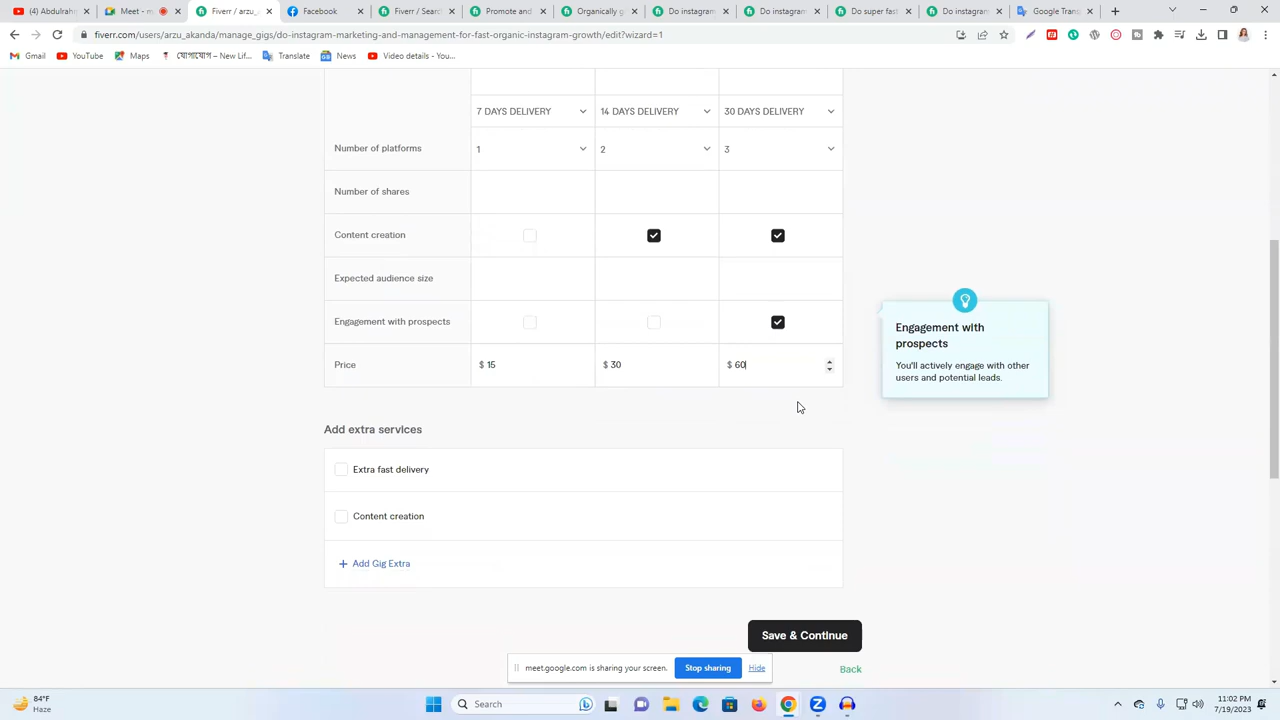 (4) Abdulrah
Meet - m
Fiverr / arzu_
Facebook
Fiverr / Searc
Promote and
Organically g
Do instagram
Do instagram
Do super fast
Do instagram
Google Trans
fiverr.com/users/arzu_akanda/manage_gigs/do-instagram-marketing-and-management-for-fast-organic-instagram-growth/edit?wizard=1
Gmail
YouTube
Maps
যোগাযোগ – New Lif...
Translate
News
Video details - You...
7 DAYS DELIVERY
14 DAYS DELIVERY
30 DAYS DELIVERY
Number of platforms
1
2
3
Number of shares
Content creation
Expected audience size
Engagement with prospects
Price
$ 15
$ 30
$ 60
Engagement with
prospects
You'll actively engage with other
users and potential leads.
Add extra services
Extra fast delivery
Content creation
+ Add Gig Extra
Save & Continue
meet.google.com is sharing your screen.
Stop sharing
Hide
Back
84°F
Haze
Search
11:02 PM
7/19/2023